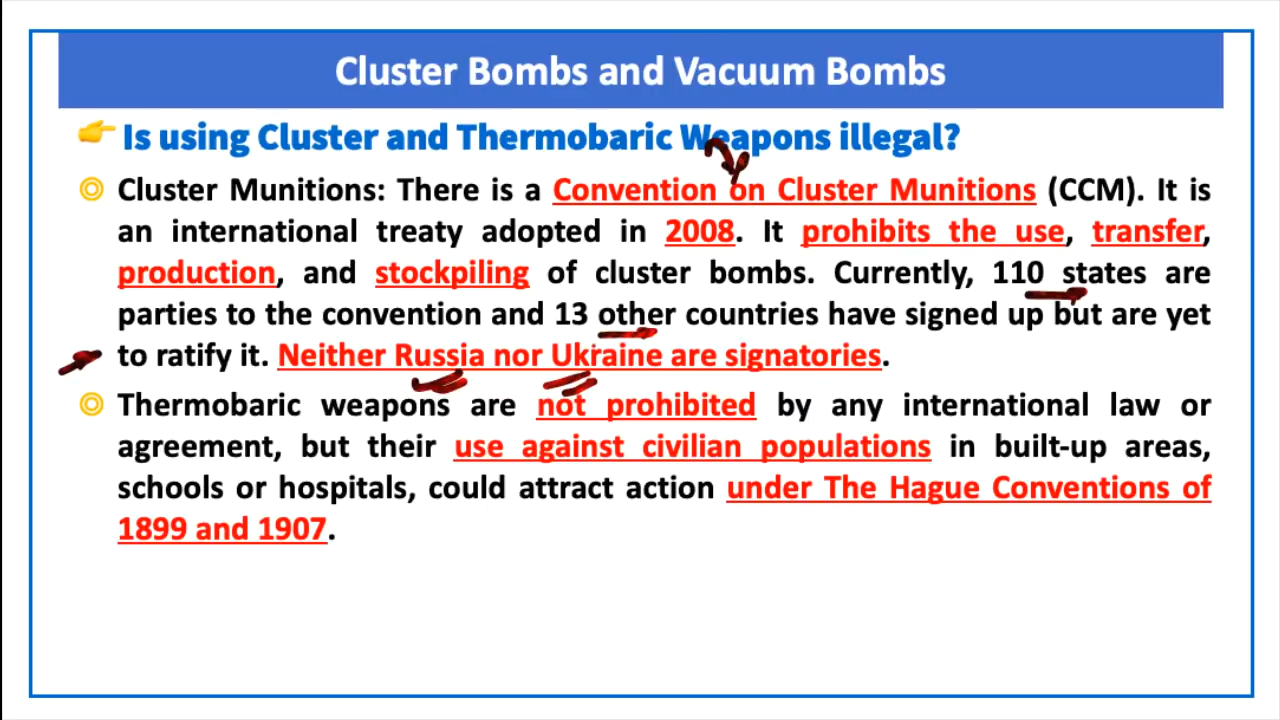 Cluster Bombs and Vacuum Bombs
Is using Cluster and Thermobaric Weapons illegal?
Cluster Munitions: There is a Convention on Cluster Munitions (CCM). It is
an international treaty adopted in 2008. It prohibits the use, transfer,
production, and stockpiling of cluster bombs. Currently, 110 states are
parties to the convention and 13 other countries have signed up but are yet
to ratify it. Neither Russia nor Ukraine are signatories.
Thermobaric weapons are not prohibited by any international law or
agreement, but their use against civilian populations in built-up areas,
schools or hospitals, could attract action under The Hague Conventions of
1899 and 1907.